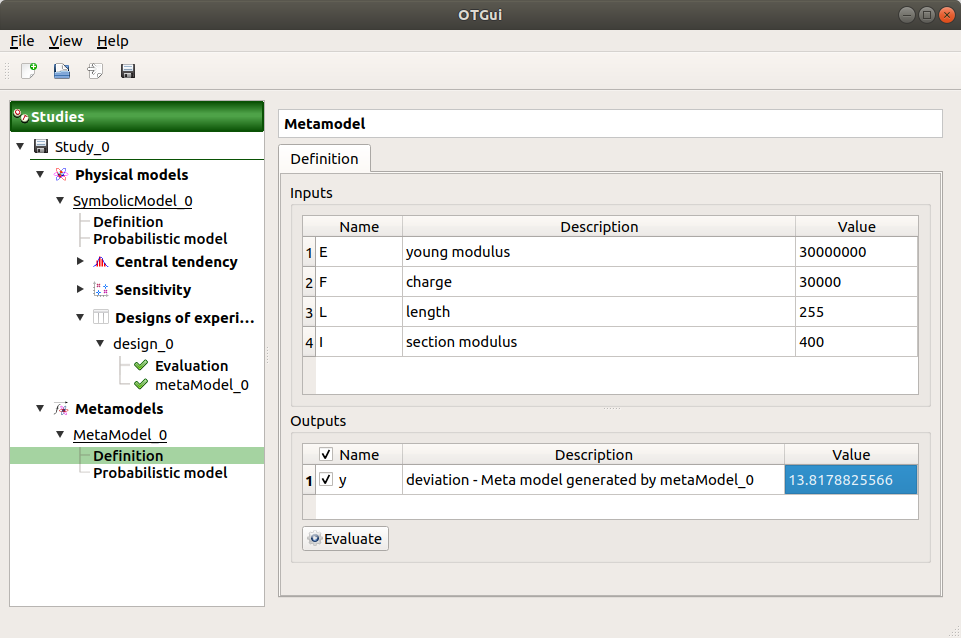 OTGui
File View Help
Studies
Study_0
Physical models
SymbolicModel_0
Definition
Probabilistic model
Central tendency
Sensitivity
Designs of experi...
design_0
Evaluation
metaModel_0
Metamodels
MetaModel_0
Definition
Probabilistic model
Metamodel
Definition
Inputs
Name Description Value
1 E young modulus 30000000
2 F charge 30000
3 L length 255
4 I section modulus 400
Outputs
Name Description Value
1 y deviation - Meta model generated by metaModel_0 13.8178825566
Evaluate